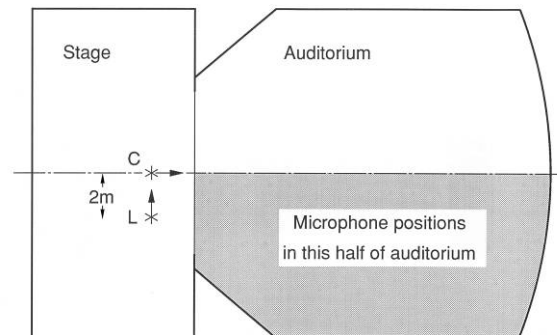 Stage
Auditorium
C
2m
L
Microphone positions
in this half of auditorium